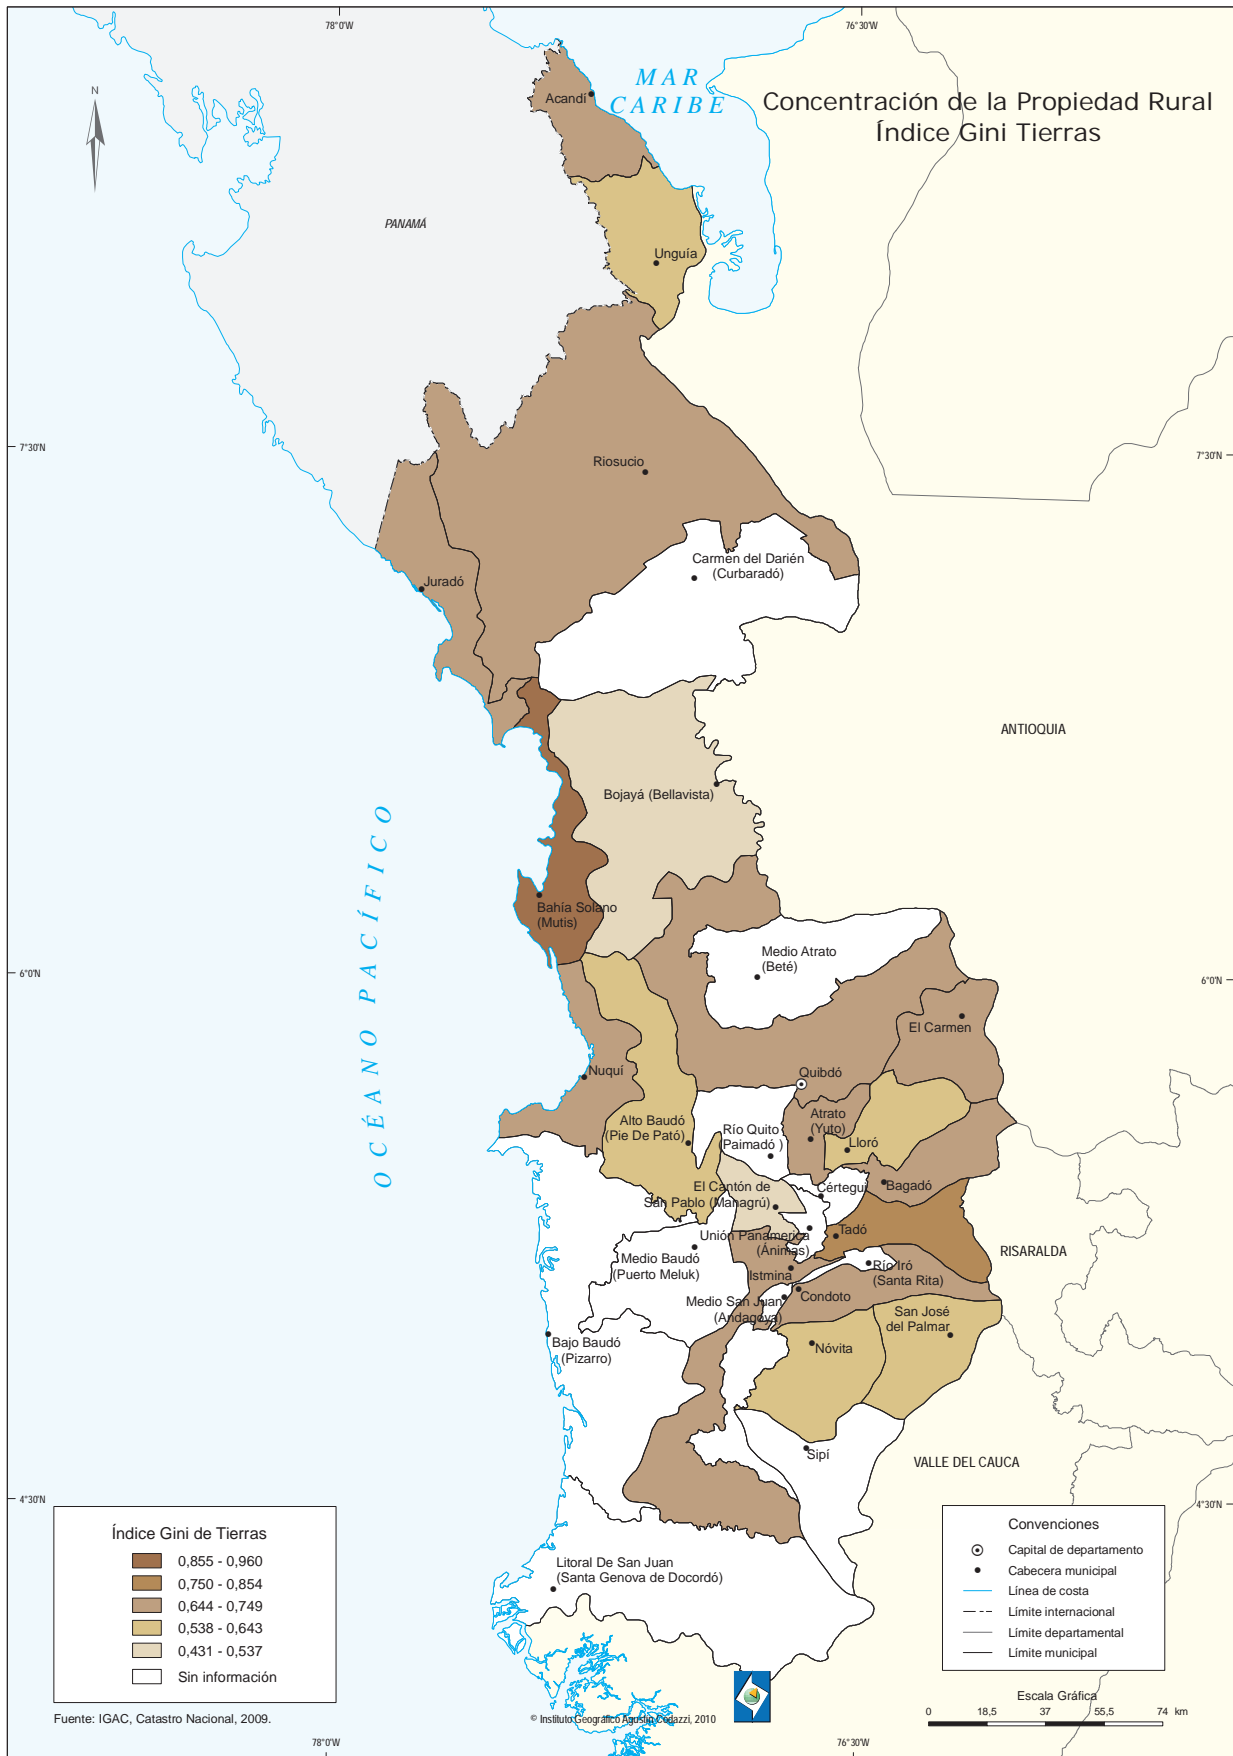 78°0'W
76°30'W
N
MAR
CARIBE
Concentración de la Propiedad Rural
Índice Gini Tierras
Acandí
PANAMÁ
Unguía
7°30'N
7°30'N
Riosucio
Carmen del Darién
(Curbaradó)
Juradó
ANTIOQUIA
Bojayá (Bellavista)
OCÉANO PACÍFICO
Bahía Solano
(Mutis)
Medio Atrato
(Beté)
6°0'N
6°0'N
El Carmen
Nuquí
Quibdó
Alto Baudó
(Pie De Pató)
Río Quito
(Paimadó )
Atrato
(Yuto)
Lloró
El Cantón de
San Pablo (Managrú)
Cértegui
Bagadó
Unión Panamerica
(Ánimas)
Tadó
RISARALDA
Medio Baudó
(Puerto Meluk)
Istmina
Río Iró
(Santa Rita)
Medio San Juan
(Andagoya)
Condoto
San José
del Palmar
Bajo Baudó
(Pizarro)
Nóvita
Sipí
VALLE DEL CAUCA
4°30'N
4°30'N
Índice Gini de Tierras
0,855 - 0,960
0,750 - 0,854
0,644 - 0,749
0,538 - 0,643
0,431 - 0,537
Sin información
Litoral De San Juan
(Santa Genova de Docordó)
Convenciones
Capital de departamento
Cabecera municipal
Línea de costa
Límite internacional
Límite departamental
Límite municipal
Escala Gráfica
0 18,5 37 55,5 74 km
Fuente: IGAC, Catastro Nacional, 2009.
© Instituto Geográfico Agustín Codazzi, 2010
78°0'W
76°30'W